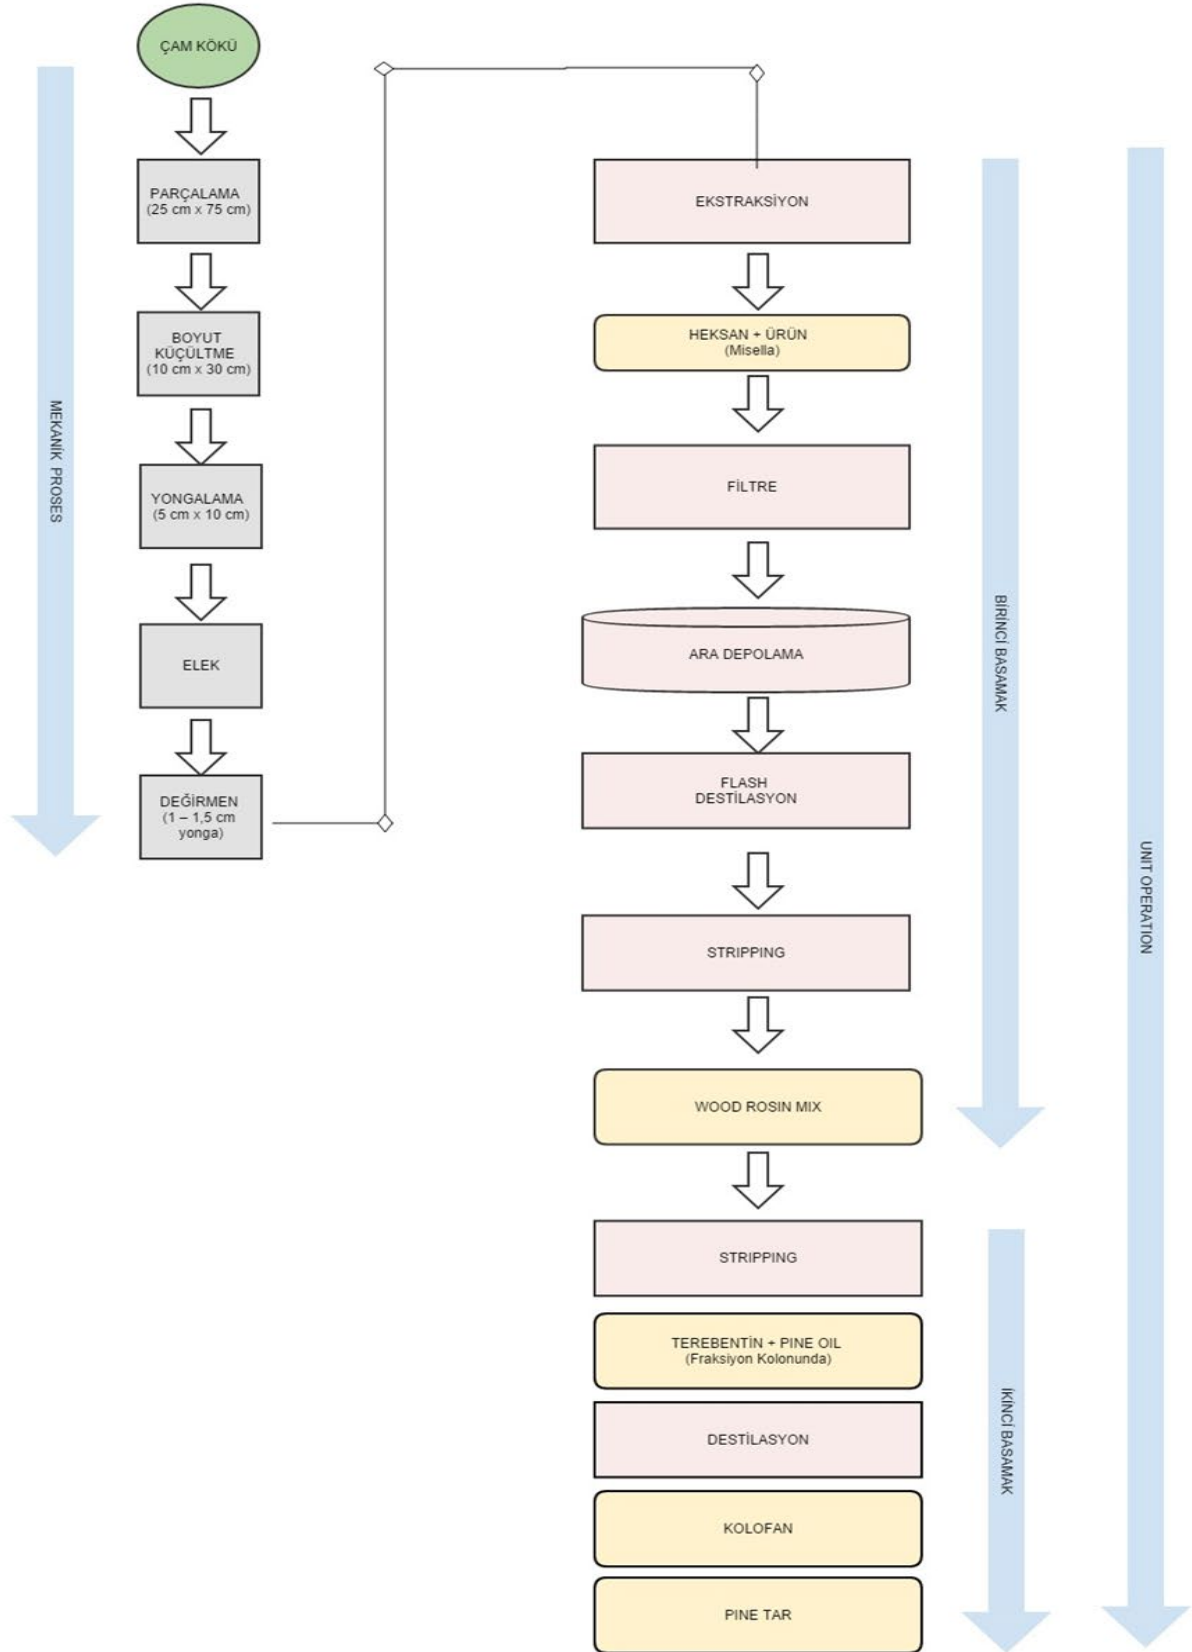 ÇAM KÖKÜ
PARÇALAMA
(25 cm x 75 cm)
BOYUT
KÜÇÜLTME
(10 cm x 30 cm)
YONGALAMA
(5 cm x 10 cm)
ELEK
DEĞİRMEN
(1 – 1,5 cm
yonga)
MEKANİK PROSES
EKSTRAKSİYON
HEKSAN + ÜRÜN
(Misella)
FİLTRE
ARA DEPOLAMA
FLASH
DESTİLASYON
STRIPPING
WOOD ROSIN MIX
STRIPPING
TEREBENTİN + PINE OIL
(Fraksiyon Kolonunda)
DESTİLASYON
KOLOFAN
PINE TAR
BİRİNCİ BASAMAK
İKİNCİ BASAMAK
UNIT OPERATION